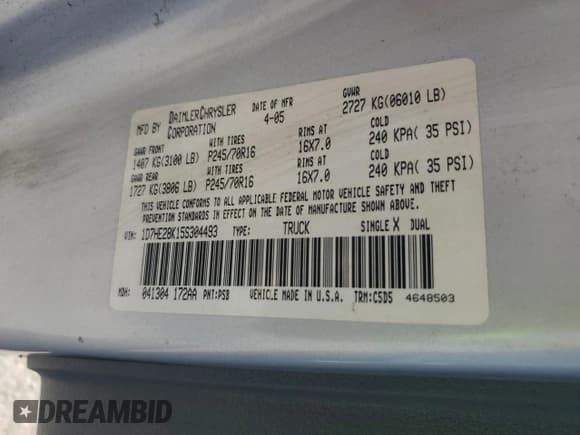 MFD BY DAIMLERCHRYSLER CORPORATION
DATE OF MFR 4-05
GVWR 2727 KG(06010 LB)
GAWR FRONT WITH TIRES RIMS AT COLD
1407 KG(3100 LB) P245/70R16 16X7.0 240 KPA( 35 PSI)
GAWR REAR WITH TIRES RIMS AT COLD
1727 KG(3806 LB) P245/70R16 16X7.0 240 KPA( 35 PSI)
THIS VEHICLE CONFORMS TO ALL APPLICABLE FEDERAL MOTOR VEHICLE SAFETY AND THEFT
PREVENTION STANDARDS IN EFFECT ON THE DATE OF MANUFACTURE SHOWN ABOVE.
VIN: 1D7HE28K15S304493 TYPE: TRUCK SINGLE X DUAL
MDH: 041304 172AA PNT:PSB VEHICLE MADE IN U.S.A. TRM:C5D5 4648503
DREAMBID